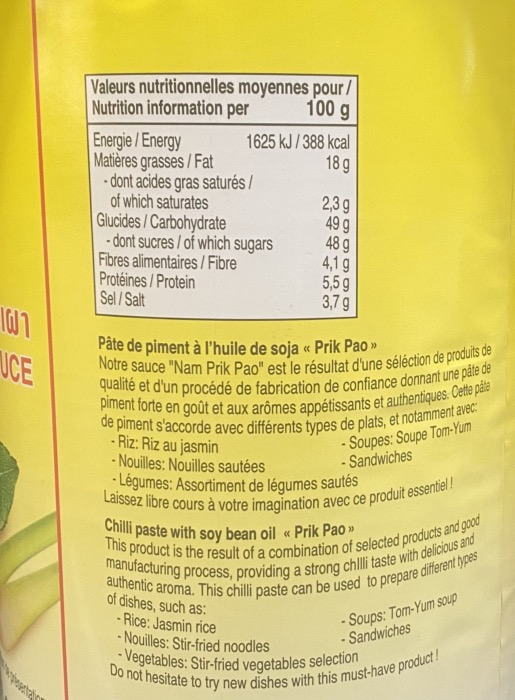 Valeurs nutritionnelles moyennes pour /
Nutrition information per 100 g
Energie / Energy 1625 kJ / 388 kcal
Matières grasses / Fat 18 g
- dont acides gras saturés /
of which saturates 2,3 g
Glucides / Carbohydrate 49 g
- dont sucres / of which sugars 48 g
Fibres alimentaires / Fibre 4,1 g
Protéines / Protein 5,5 g
Sel / Salt 3,7 g
UCE
Pâte de piment à l'huile de soja « Prik Pao »
Notre sauce "Nam Prik Pao" est le résultat d'une séléction de produits de
qualité et d'un procédé de fabrication de confiance donnant une pâte de
piment forte en goût et aux arômes appétissants et authentiques. Cette pâte
de piment s'accorde avec différents types de plats, et notamment avec:
- Riz: Riz au jasmin - Soupes: Soupe Tom-Yum
- Nouilles: Nouilles sautées - Sandwiches
- Légumes: Assortiment de légumes sautés
Laissez libre cours à votre imagination avec ce produit essentiel !
Chilli paste with soy bean oil « Prik Pao »
This product is the result of a combination of selected products and good
manufacturing process, providing a strong chilli taste with delicious and
authentic aroma. This chilli paste can be used to prepare different types
of dishes, such as:
- Rice: Jasmin rice - Soups: Tom-Yum soup
- Nouilles: Stir-fried noodles - Sandwiches
- Vegetables: Stir-fried vegetables selection
Do not hesitate to try new dishes with this must-have product !